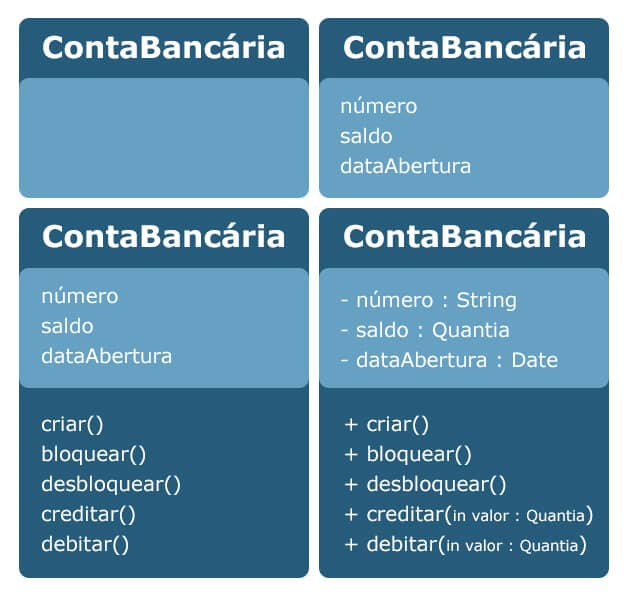 ContaBancária
ContaBancária
número
saldo
dataAbertura
ContaBancária
número
saldo
dataAbertura
criar()
bloquear()
desbloquear()
creditar()
debitar()
ContaBancária
- número : String
- saldo : Quantia
- dataAbertura : Date
+ criar()
+ bloquear()
+ desbloquear()
+ creditar(in valor : Quantia)
+ debitar(in valor : Quantia)